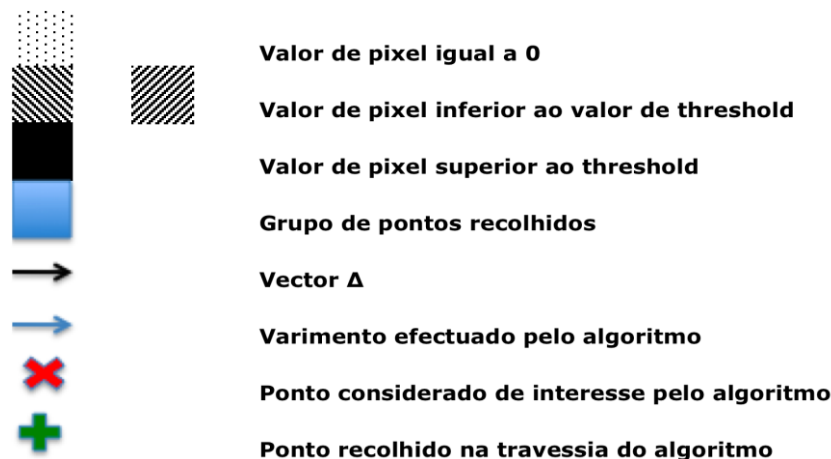 Valor de pixel igual a 0
Valor de pixel inferior ao valor de threshold
Valor de pixel superior ao threshold
Grupo de pontos recolhidos
Vector Δ
Varimento efectuado pelo algoritmo
Ponto considerado de interesse pelo algoritmo
Ponto recolhido na travessia do algoritmo